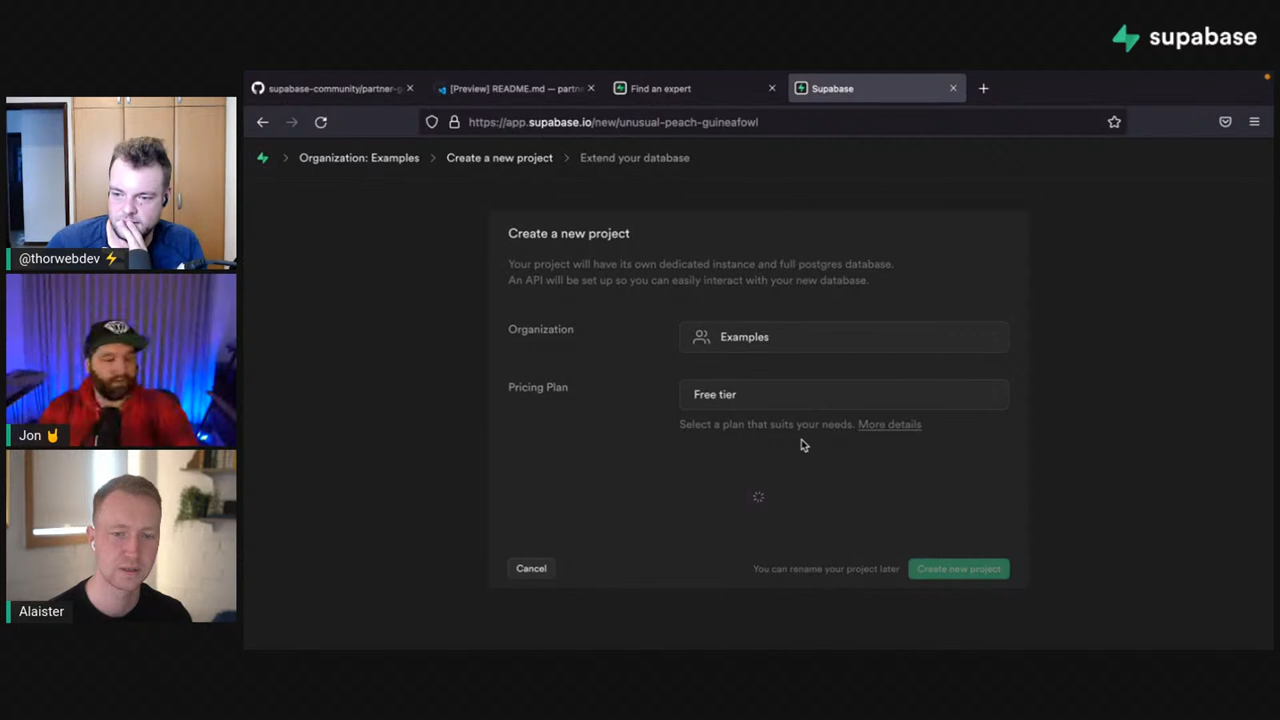 supabase
supabase-community/partner-g
[Preview] README.md — partne
Find an expert
Supabase
https://app.supabase.io/new/unusual-peach-guineafowl
Organization: Examples
Create a new project
Extend your database
Create a new project
Your project will have its own dedicated instance and full postgres database.
An API will be set up so you can easily interact with your new database.
Organization
Examples
Pricing Plan
Free tier
Select a plan that suits your needs. More details
Cancel
You can rename your project later
Create new project
@thorwebdev ⚡
Jon 🤘
Alaister